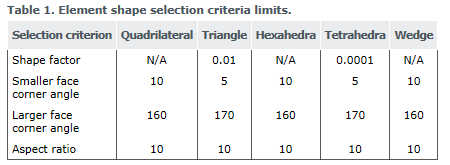 Table 1. Element shape selection criteria limits.
Selection criterion Quadrilateral Triangle Hexahedra Tetrahedra Wedge
Shape factor N/A 0.01 N/A 0.0001 N/A
Smaller face corner angle 10 5 10 5 10
Larger face corner angle 160 170 160 170 160
Aspect ratio 10 10 10 10 10